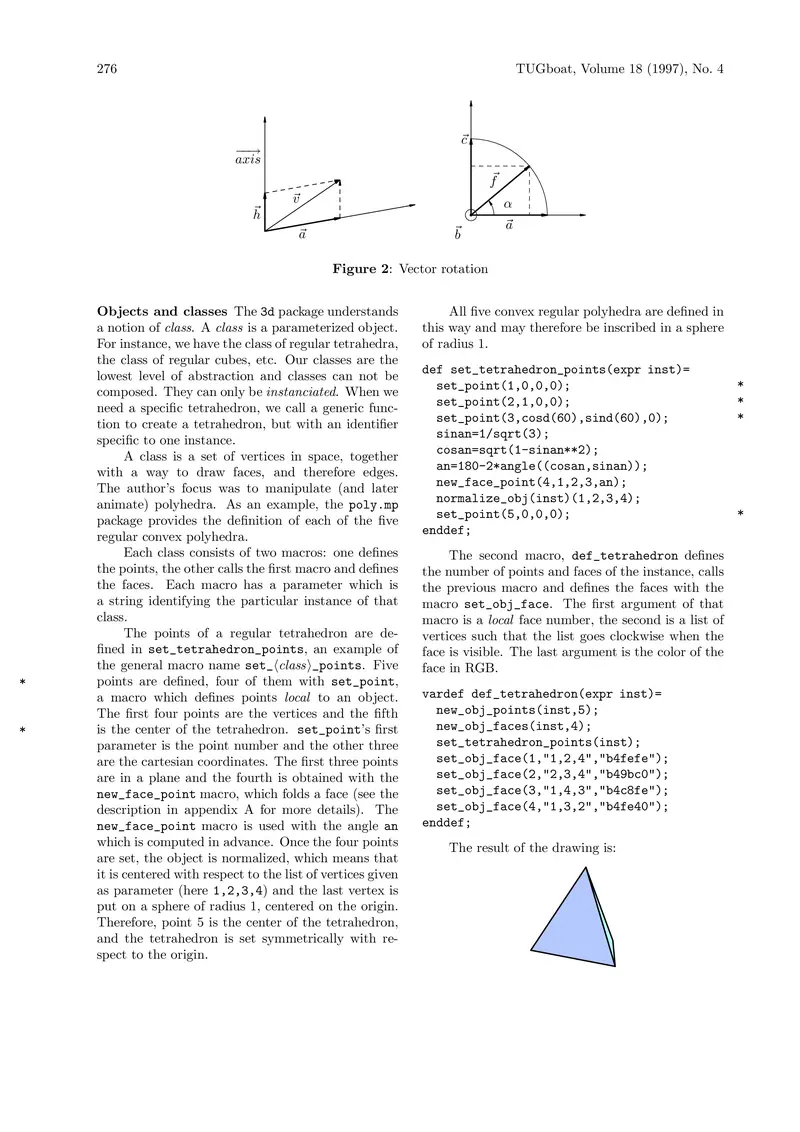 276
TUGboat, Volume 18 (1997), No. 4
axis
h
v
a
c
f
α
b
a
Figure 2: Vector rotation
Objects and classes The 3d package understands
a notion of class. A class is a parameterized object.
For instance, we have the class of regular tetrahedra,
the class of regular cubes, etc. Our classes are the
lowest level of abstraction and classes can not be
composed. They can only be instanciated. When we
need a specific tetrahedron, we call a generic func-
tion to create a tetrahedron, but with an identifier
specific to one instance.
A class is a set of vertices in space, together
with a way to draw faces, and therefore edges.
The author's focus was to manipulate (and later
animate) polyhedra. As an example, the poly.mp
package provides the definition of each of the five
regular convex polyhedra.
Each class consists of two macros: one defines
the points, the other calls the first macro and defines
the faces. Each macro has a parameter which is
a string identifying the particular instance of that
class.
The points of a regular tetrahedron are de-
fined in set_tetrahedron_points, an example of
the general macro name set_⟨class⟩_points. Five
* points are defined, four of them with set_point,
a macro which defines points local to an object.
The first four points are the vertices and the fifth
* is the center of the tetrahedron. set_point's first
parameter is the point number and the other three
are the cartesian coordinates. The first three points
are in a plane and the fourth is obtained with the
new_face_point macro, which folds a face (see the
description in appendix A for more details). The
new_face_point macro is used with the angle an
which is computed in advance. Once the four points
are set, the object is normalized, which means that
it is centered with respect to the list of vertices given
as parameter (here 1,2,3,4) and the last vertex is
put on a sphere of radius 1, centered on the origin.
Therefore, point 5 is the center of the tetrahedron,
and the tetrahedron is set symmetrically with re-
spect to the origin.
All five convex regular polyhedra are defined in
this way and may therefore be inscribed in a sphere
of radius 1.
def set_tetrahedron_points(expr inst)=
set_point(1,0,0,0); *
set_point(2,1,0,0); *
set_point(3,cosd(60),sind(60),0); *
sinan=1/sqrt(3);
cosan=sqrt(1-sinan**2);
an=180-2*angle((cosan,sinan));
new_face_point(4,1,2,3,an);
normalize_obj(inst)(1,2,3,4);
set_point(5,0,0,0); *
enddef;
The second macro, def_tetrahedron defines
the number of points and faces of the instance, calls
the previous macro and defines the faces with the
macro set_obj_face. The first argument of that
macro is a local face number, the second is a list of
vertices such that the list goes clockwise when the
face is visible. The last argument is the color of the
face in RGB.
vardef def_tetrahedron(expr inst)=
new_obj_points(inst,5);
new_obj_faces(inst,4);
set_tetrahedron_points(inst);
set_obj_face(1,"1,2,4","b4fefe");
set_obj_face(2,"2,3,4","b49bc0");
set_obj_face(3,"1,4,3","b4c8fe");
set_obj_face(4,"1,3,2","b4fe40");
enddef;
The result of the drawing is: